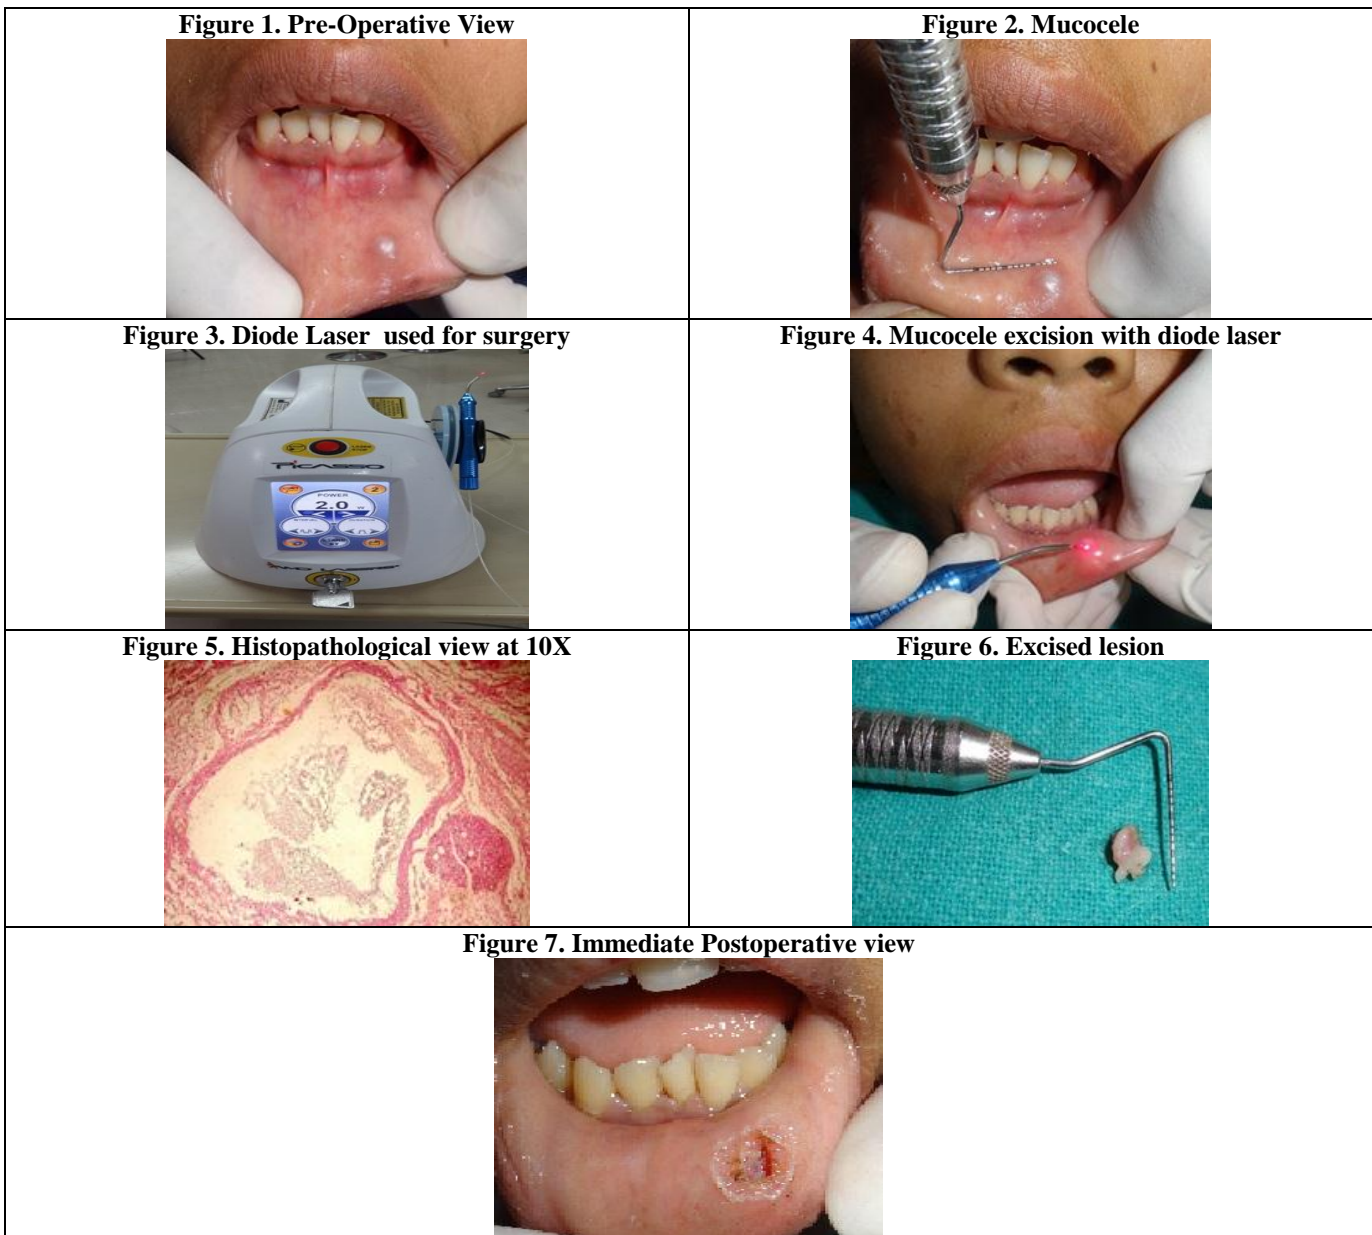 Figure 1. Pre-Operative View
Figure 2. Mucocele
Figure 3. Diode Laser used for surgery
Figure 4. Mucocele excision with diode laser
PICASSO
POWER
2.0 W
2
Figure 5. Histopathological view at 10X
Figure 6. Excised lesion
Figure 7. Immediate Postoperative view